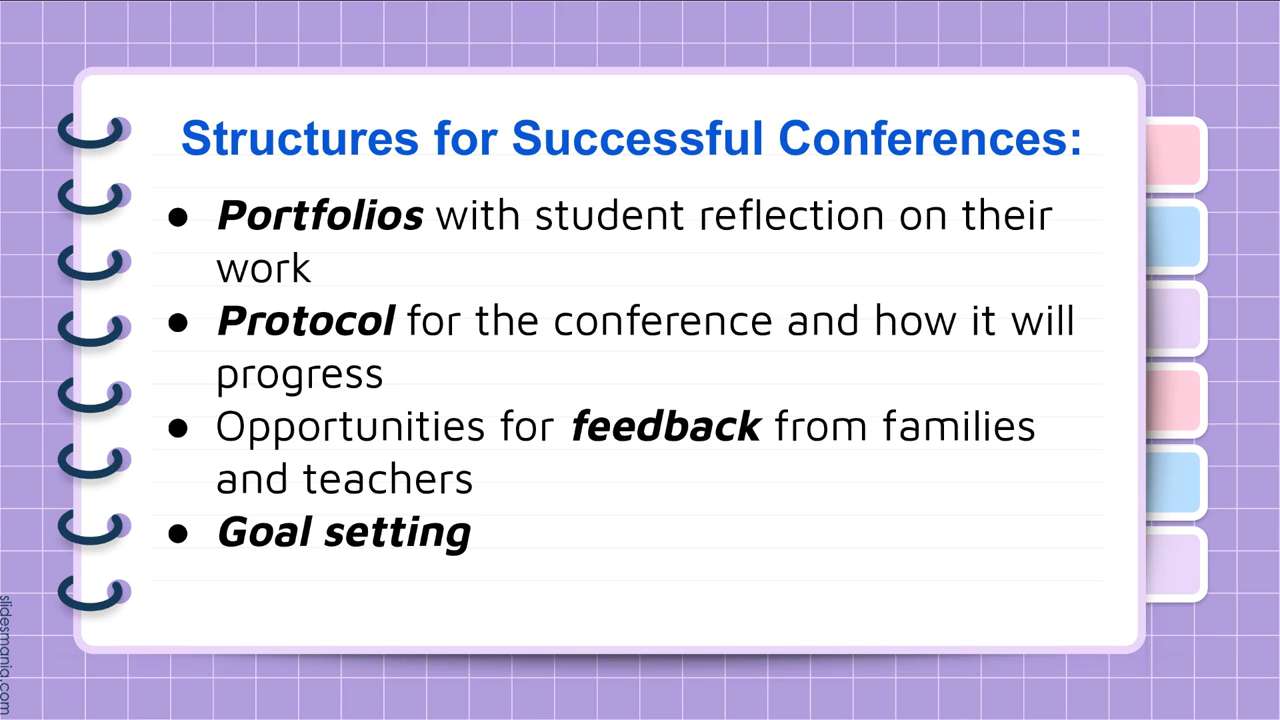 Structures for Successful Conferences:
● Portfolios with student reflection on their
work
● Protocol for the conference and how it will
progress
● Opportunities for feedback from families
and teachers
● Goal setting
slidesmania.com